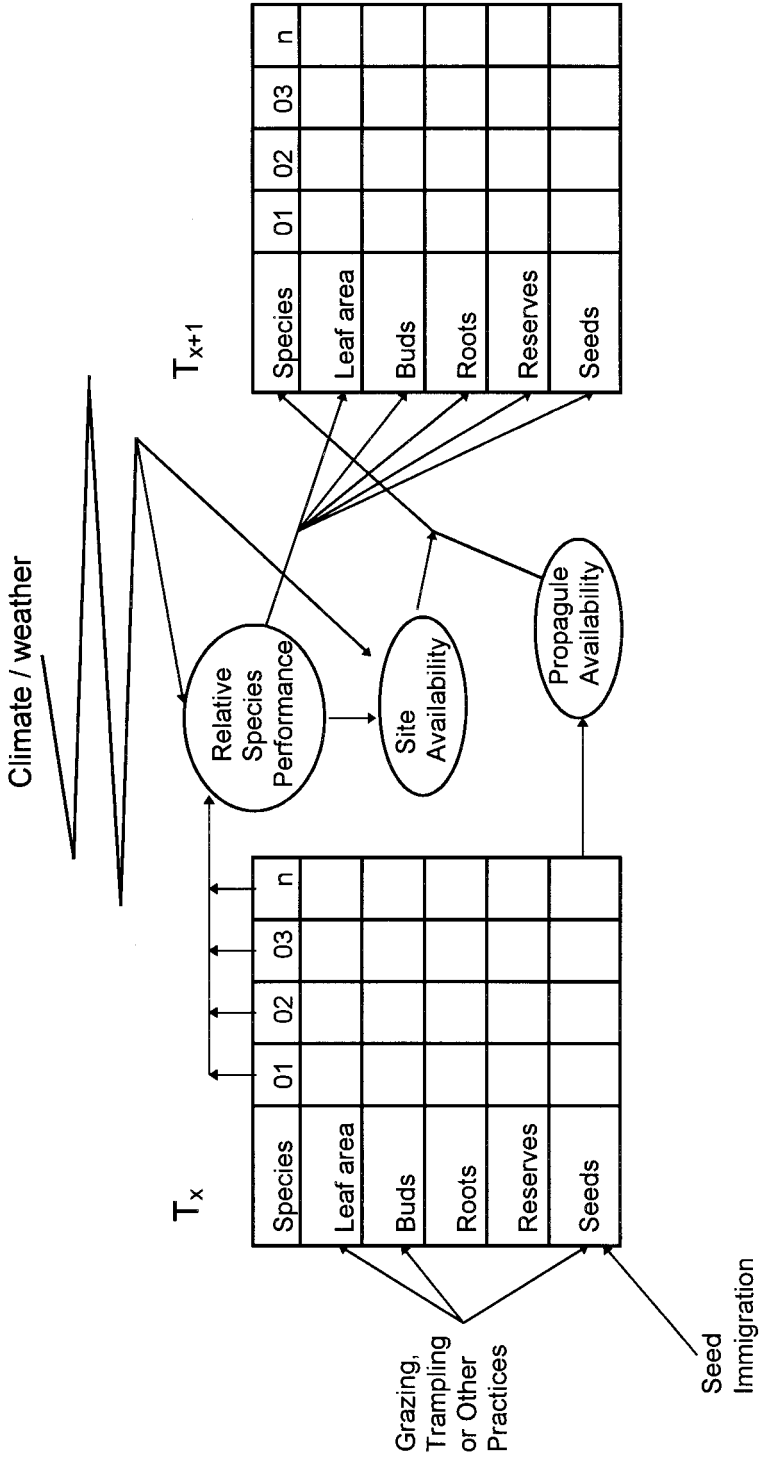 Climate / weather
Tx
Species 01 02 03 n
Leaf area
Buds
Roots
Reserves
Seeds
Grazing,
Trampling
or Other
Practices
Seed
Immigration
Relative
Species
Performance
Site
Availability
Propagule
Availability
Tx+1
Species 01 02 03 n
Leaf area
Buds
Roots
Reserves
Seeds